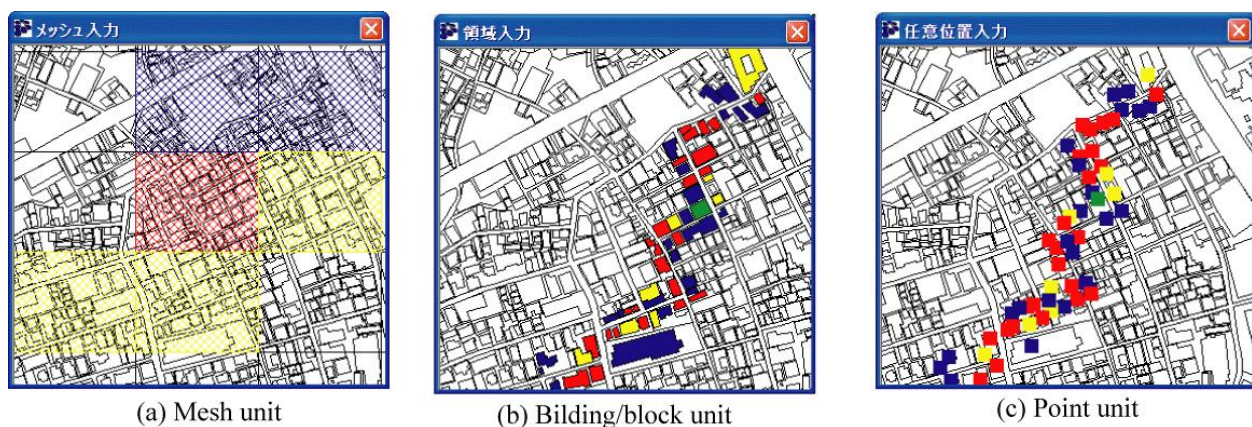 メッシュ入力
領域入力
任意位置入力
(a) Mesh unit
(b) Bilding/block unit
(c) Point unit